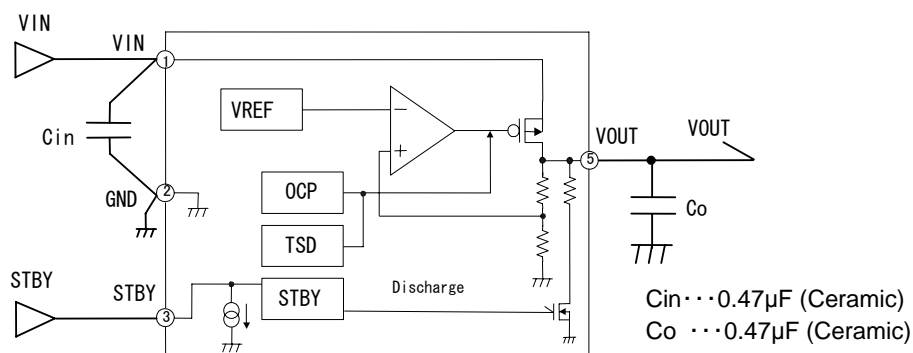 VIN
VIN
1
VREF
−
+
VOUT
VOUT
5
Cin
GND
2
OCP
Co
TSD
STBY
STBY
3
STBY
Discharge
Cin･･･0.47µF (Ceramic)
Co ･･･0.47µF (Ceramic)